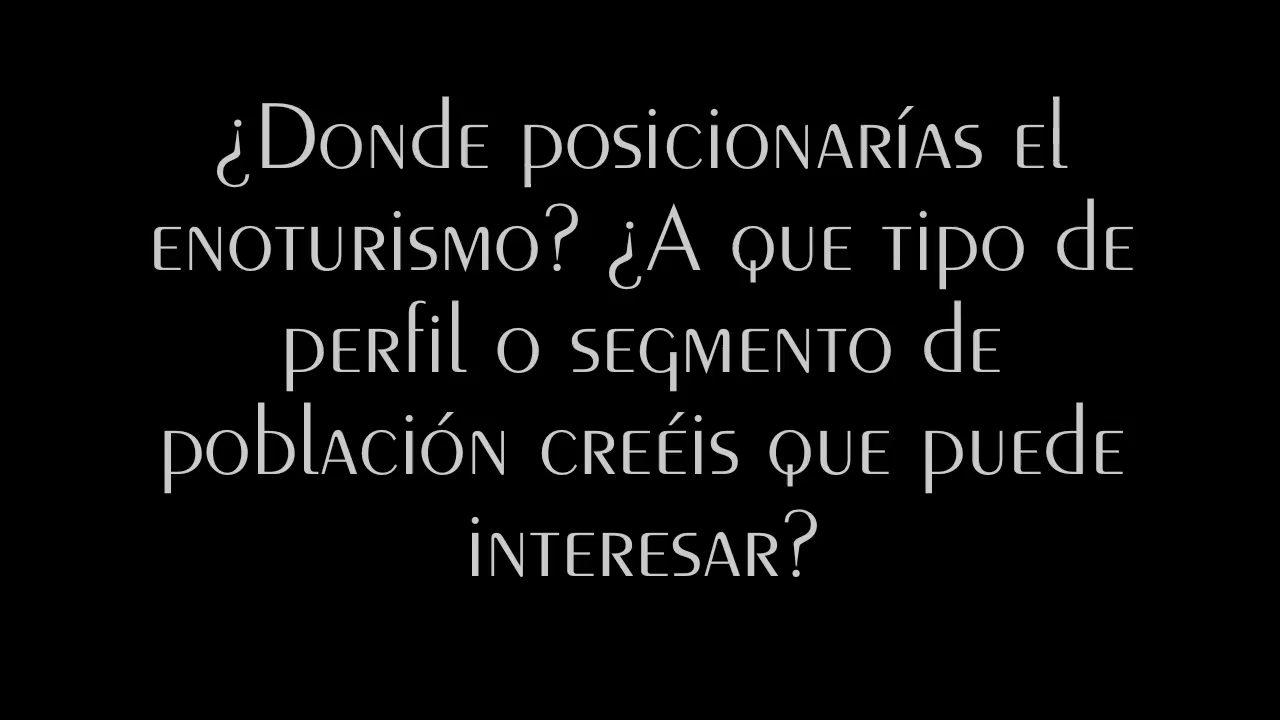 ¿Donde posicionarías el
enoturismo? ¿A que tipo de
perfil o segmento de
población creéis que puede
interesar?